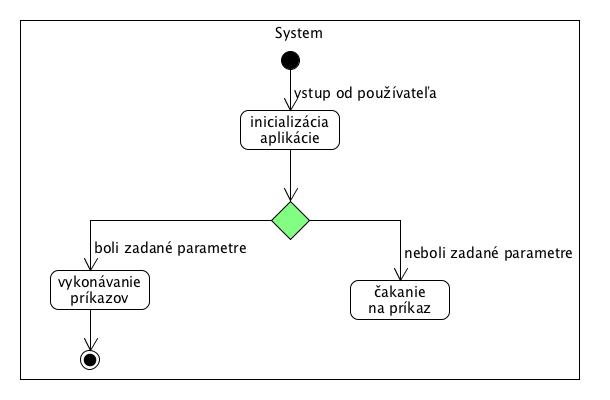 System
vstup od používateľa
inicializácia
aplikácie
boli zadané parametre
neboli zadané parametre
vykonávanie
príkazov
čakanie
na príkaz